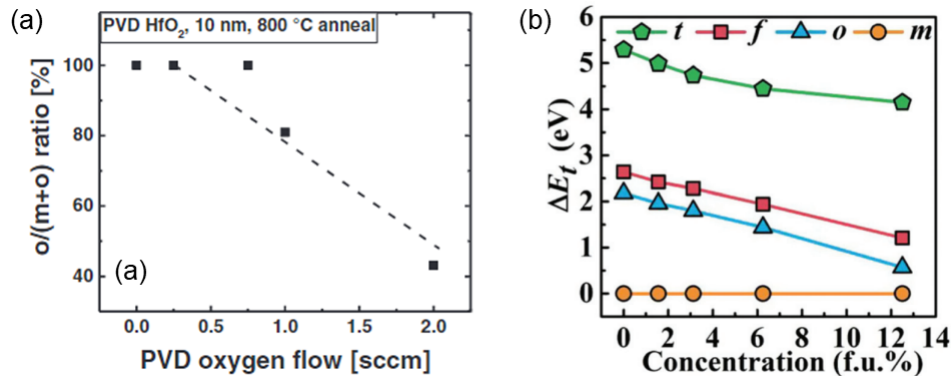 (a)
PVD HfO₂, 10 nm, 800 °C anneal
o/(m+o) ratio [%]
100
80
60
40
(a)
0.0 0.5 1.0 1.5 2.0
PVD oxygen flow [sccm]
(b)
t f o m
ΔEt (eV)
6
5
4
3
2
1
0
0 2 4 6 8 10 12 14
Concentration (f.u.%)